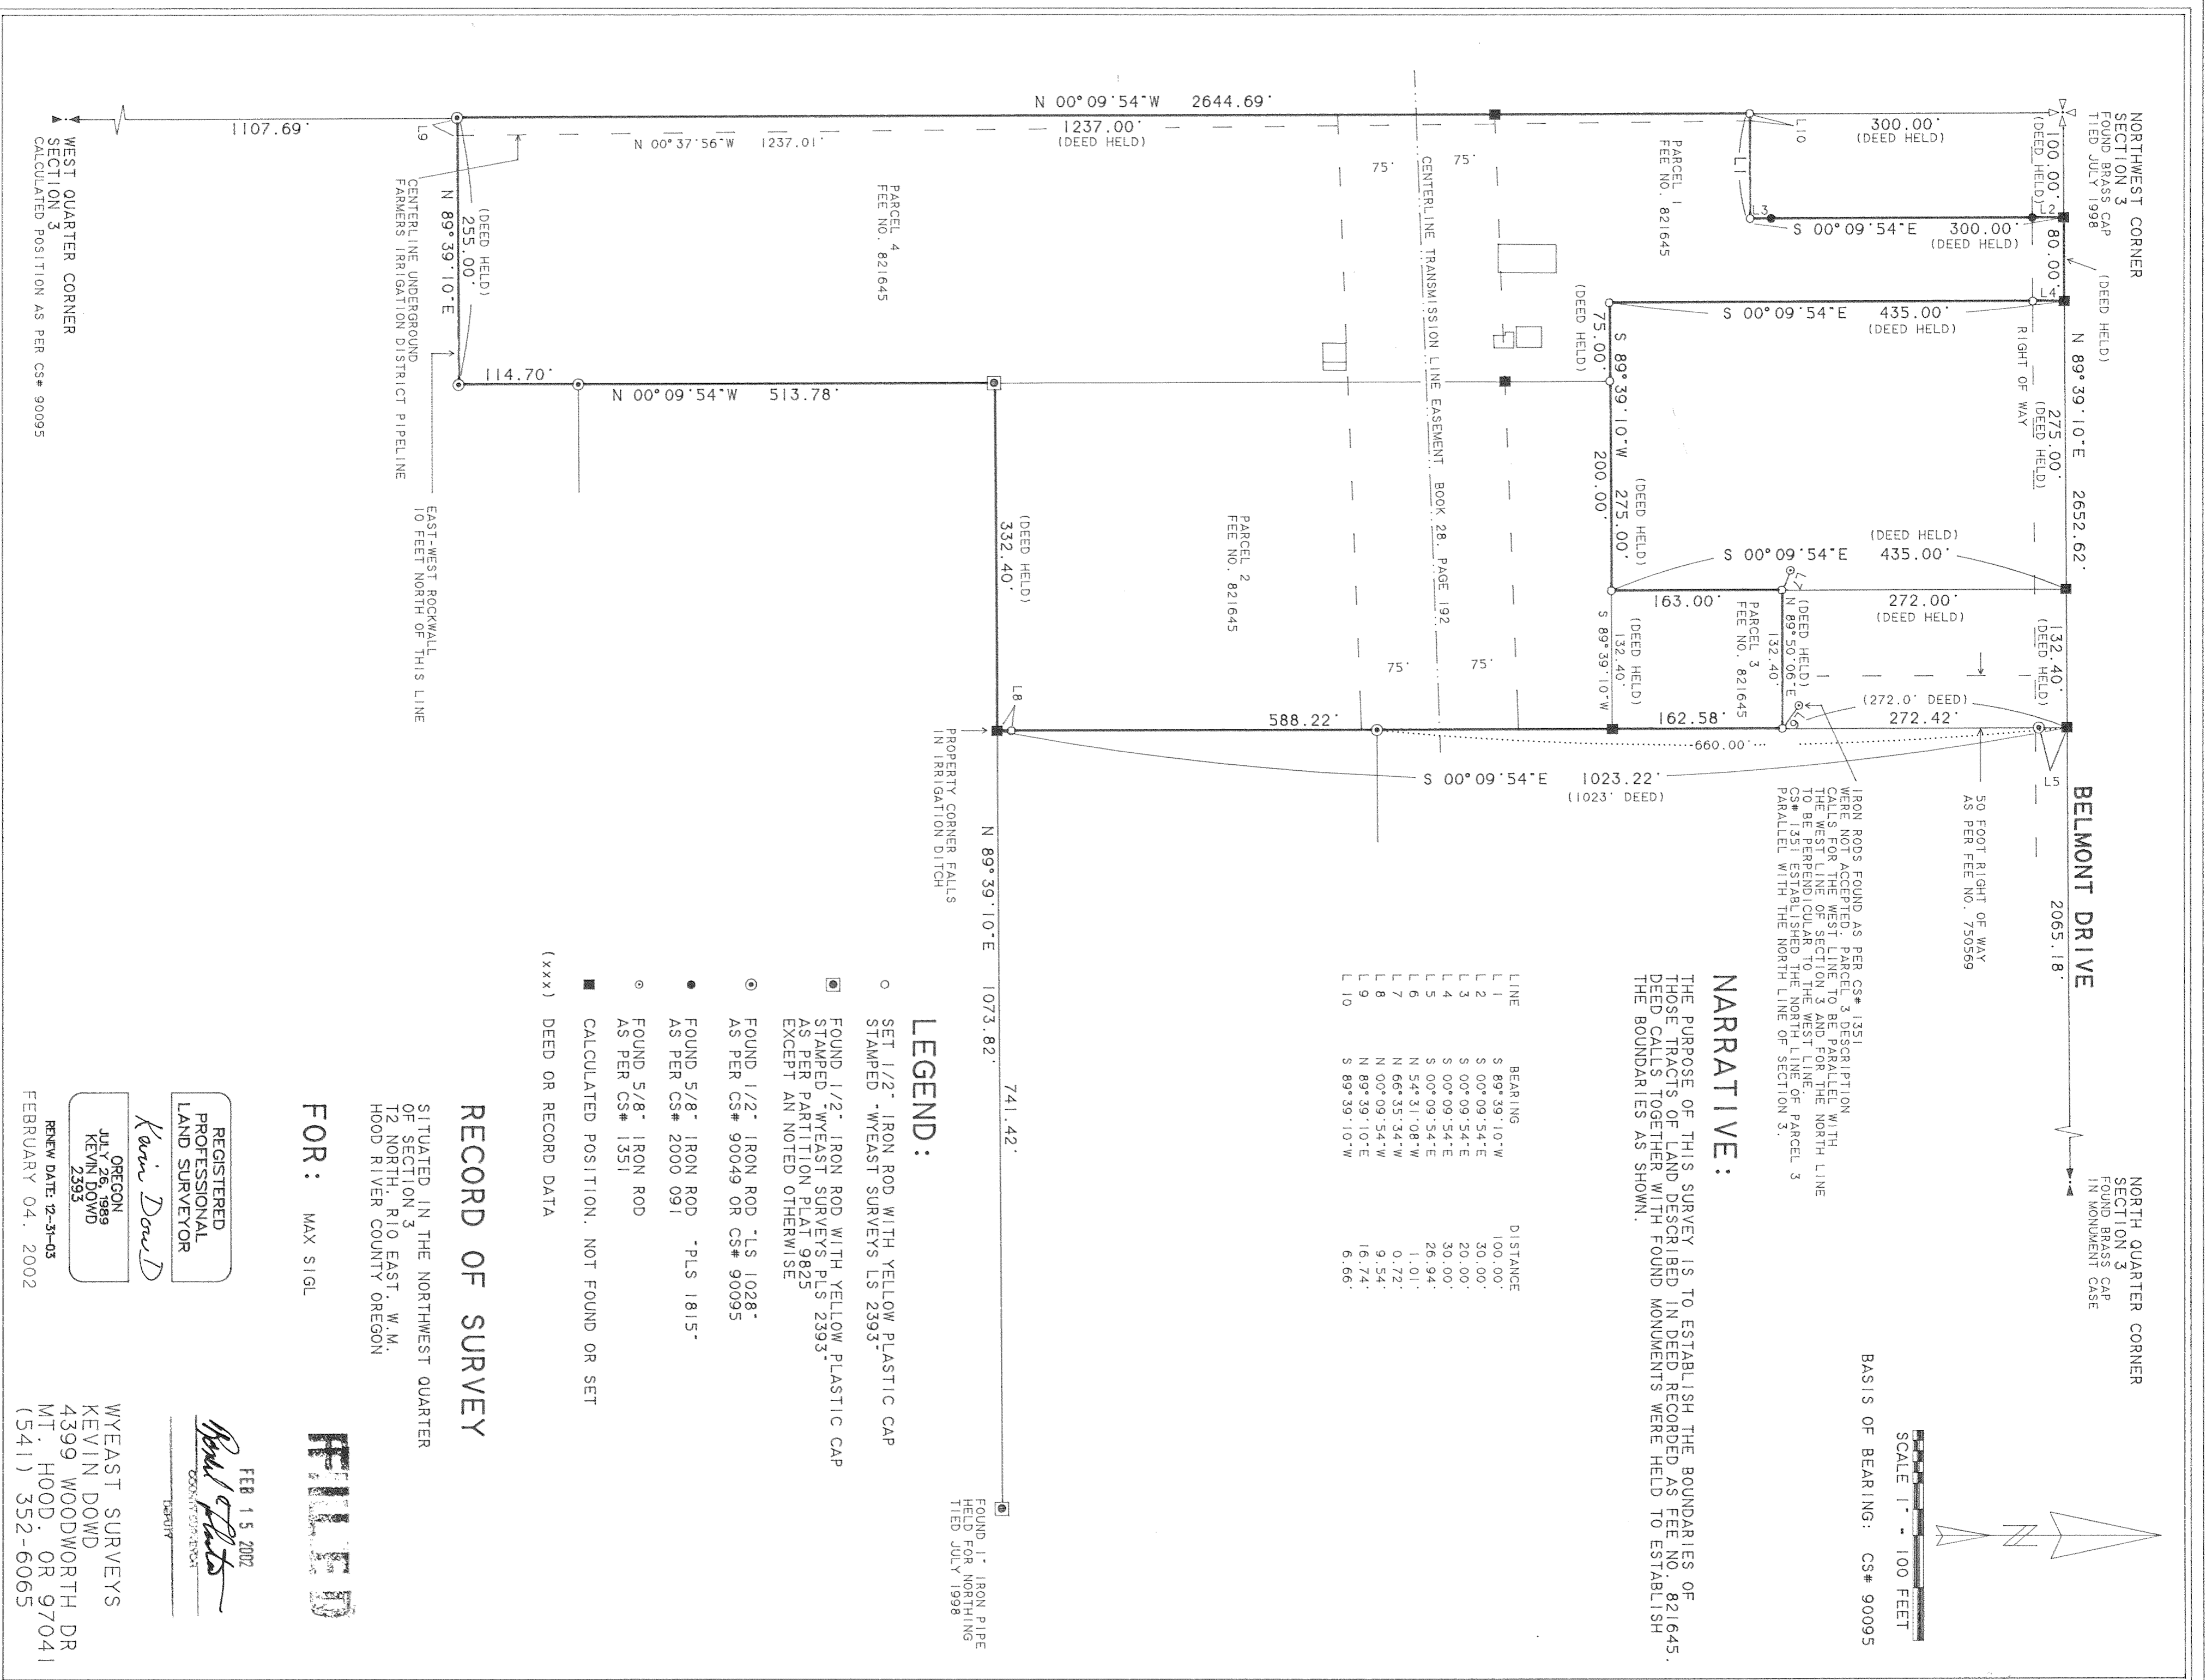 NORTHWEST CORNER
SECTION 3
FOUND BRASS CAP
TIED JULY 1998
NORTH QUARTER CORNER
SECTION 3
FOUND BRASS CAP
IN MONUMENT CASE
BELMONT DRIVE
N 89°39'10"E 2652.62'
2065.18'
100.00'
(DEED HELD)
80.00'
(DEED HELD)
275.00'
(DEED HELD)
132.40'
(DEED HELD)
L2
L4
L5
RIGHT OF WAY
300.00'
(DEED HELD)
S 00°09'54"E 300.00'
(DEED HELD)
S 00°09'54"E 435.00'
(DEED HELD)
(DEED HELD)
S 00°09'54"E 435.00'
272.00'
(DEED HELD)
(272.0' DEED)
272.42'
50 FOOT RIGHT OF WAY
AS PER FEE NO. 750569
L10
L1
L3
L7
L6
(DEED HELD)
N 89°50'06"E
132.40'
PARCEL 3
FEE NO. 821645
163.00'
162.58'
660.00'
IRON RODS FOUND AS PER CS# 1351
WERE NOT ACCEPTED. PARCEL 3 DESCRIPTION
CALLS FOR THE WEST LINE TO BE PARALLEL WITH
THE WEST LINE OF SECTION 3 AND FOR THE NORTH LINE
TO BE PERPENDICULAR TO THE WEST LINE.
CS# 1351 ESTABLISHED THE NORTH LINE OF PARCEL 3
PARALLEL WITH THE NORTH LINE OF SECTION 3.
PARCEL 1
FEE NO. 821645
(DEED HELD)
S 89°39'10"W 275.00'
(DEED HELD)
75.00'
(DEED HELD)
200.00'
(DEED HELD)
132.40'
S 89°39'10"W
75'
75'
CENTERLINE TRANSMISSION LINE EASEMENT. BOOK 28. PAGE 192
75'
75'
S 00°09'54"E 1023.22'
(1023' DEED)
588.22'
N 00°09'54"W 2644.69'
1237.00'
(DEED HELD)
N 00°37'56"W 1237.01'
PARCEL 2
FEE NO. 821645
PARCEL 4
FEE NO. 821645
(DEED HELD)
332.40'
L8
PROPERTY CORNER FALLS
IN IRRIGATION DITCH
N 89°39'10"E 1073.82'
741.42'
FOUND 1" IRON PIPE
HELD FOR NORTHING
TIED JULY 1998
N 00°09'54"W 513.78'
114.70'
(DEED HELD)
255.00'
N 89°39'10"E
L9
CENTERLINE UNDERGROUND
FARMERS IRRIGATION DISTRICT PIPELINE
EAST-WEST ROCKWALL
10 FEET NORTH OF THIS LINE
1107.69'
WEST QUARTER CORNER
SECTION 3
CALCULATED POSITION AS PER CS# 90095
SCALE 1" = 100 FEET
BASIS OF BEARING: CS# 90095
N
NARRATIVE:
THE PURPOSE OF THIS SURVEY IS TO ESTABLISH THE BOUNDARIES OF
THOSE TRACTS OF LAND DESCRIBED IN DEED RECORDED AS FEE NO. 821645.
DEED CALLS TOGETHER WITH FOUND MONUMENTS WERE HELD TO ESTABLISH
THE BOUNDARIES AS SHOWN.
LINE BEARING DISTANCE
L 1 S 89°39'10"W 100.00'
L 2 S 00°09'54"E 30.00'
L 3 S 00°09'54"E 20.00'
L 4 S 00°09'54"E 30.00'
L 5 S 00°09'54"E 26.94'
L 6 N 54°31'08"W 1.01'
L 7 N 66°35'34"W 0.72'
L 8 N 00°09'54"W 9.54'
L 9 N 89°39'10"E 16.74'
L 10 S 89°39'10"W 6.66'
LEGEND:
SET 1/2" IRON ROD WITH YELLOW PLASTIC CAP
STAMPED "WYEAST SURVEYS LS 2393"
FOUND 1/2" IRON ROD WITH YELLOW PLASTIC CAP
STAMPED "WYEAST SURVEYS PLS 2393"
AS PER PARTITION PLAT 9825
EXCEPT AN NOTED OTHERWISE
FOUND 1/2" IRON ROD "LS 1028"
AS PER CS# 90049 OR CS# 90095
FOUND 5/8" IRON ROD "PLS 1815"
AS PER CS# 2000 091
FOUND 5/8" IRON ROD
AS PER CS# 1351
CALCULATED POSITION. NOT FOUND OR SET
(xxx) DEED OR RECORD DATA
RECORD OF SURVEY
SITUATED IN THE NORTHWEST QUARTER
OF SECTION 3
T2 NORTH. R10 EAST. W.M.
HOOD RIVER COUNTY OREGON
FOR: MAX SIGL
FILED
FEB 15 2002
COUNTY SURVEYOR
DEPUTY
REGISTERED
PROFESSIONAL
LAND SURVEYOR
Kevin Dowd
OREGON
JULY 26, 1989
KEVIN DOWD
2393
RENEW DATE: 12-31-03
FEBRUARY 04. 2002
WYEAST SURVEYS
KEVIN DOWD
4399 WOODWORTH DR
MT. HOOD. OR 97041
(541) 352-6065